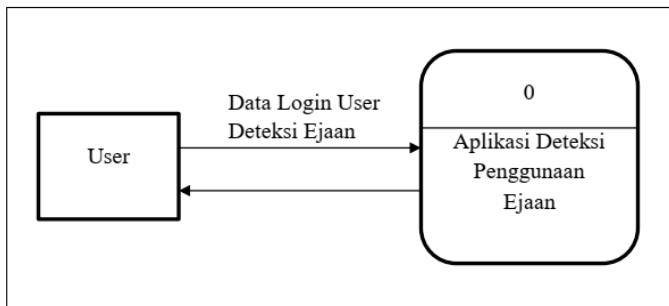 Data Login User
Deteksi Ejaan
User
0
Aplikasi Deteksi
Penggunaan
Ejaan